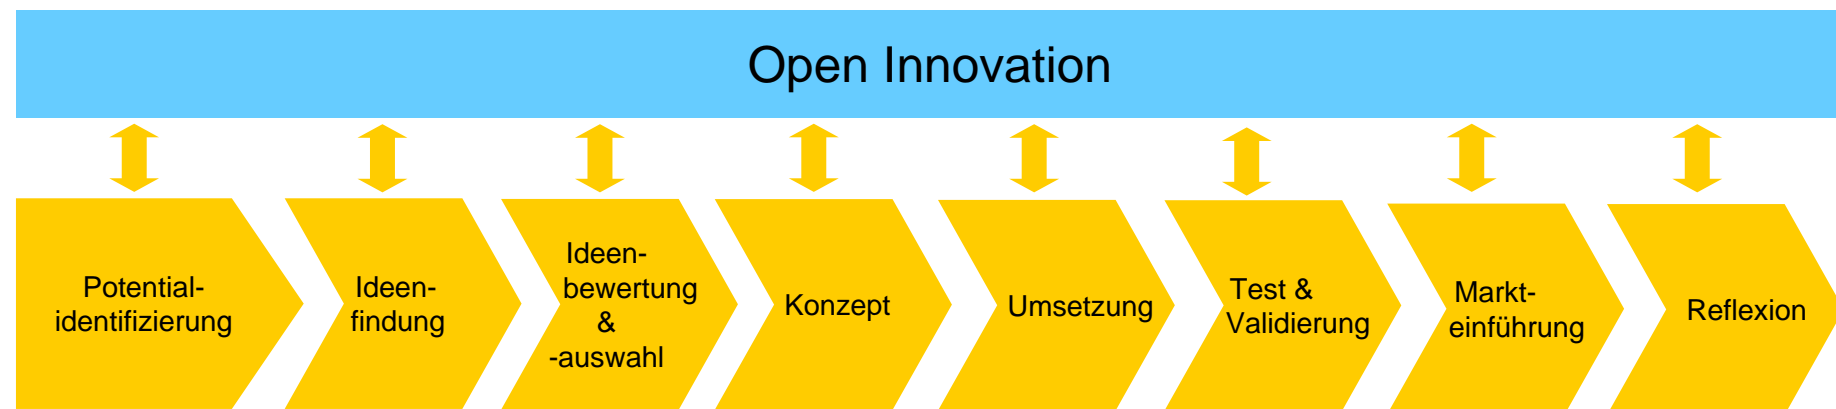 Open Innovation
Potential-
identifizierung
Ideen-
findung
Ideen-
bewertung
&
-auswahl
Konzept
Umsetzung
Test &
Validierung
Markt-
einführung
Reflexion